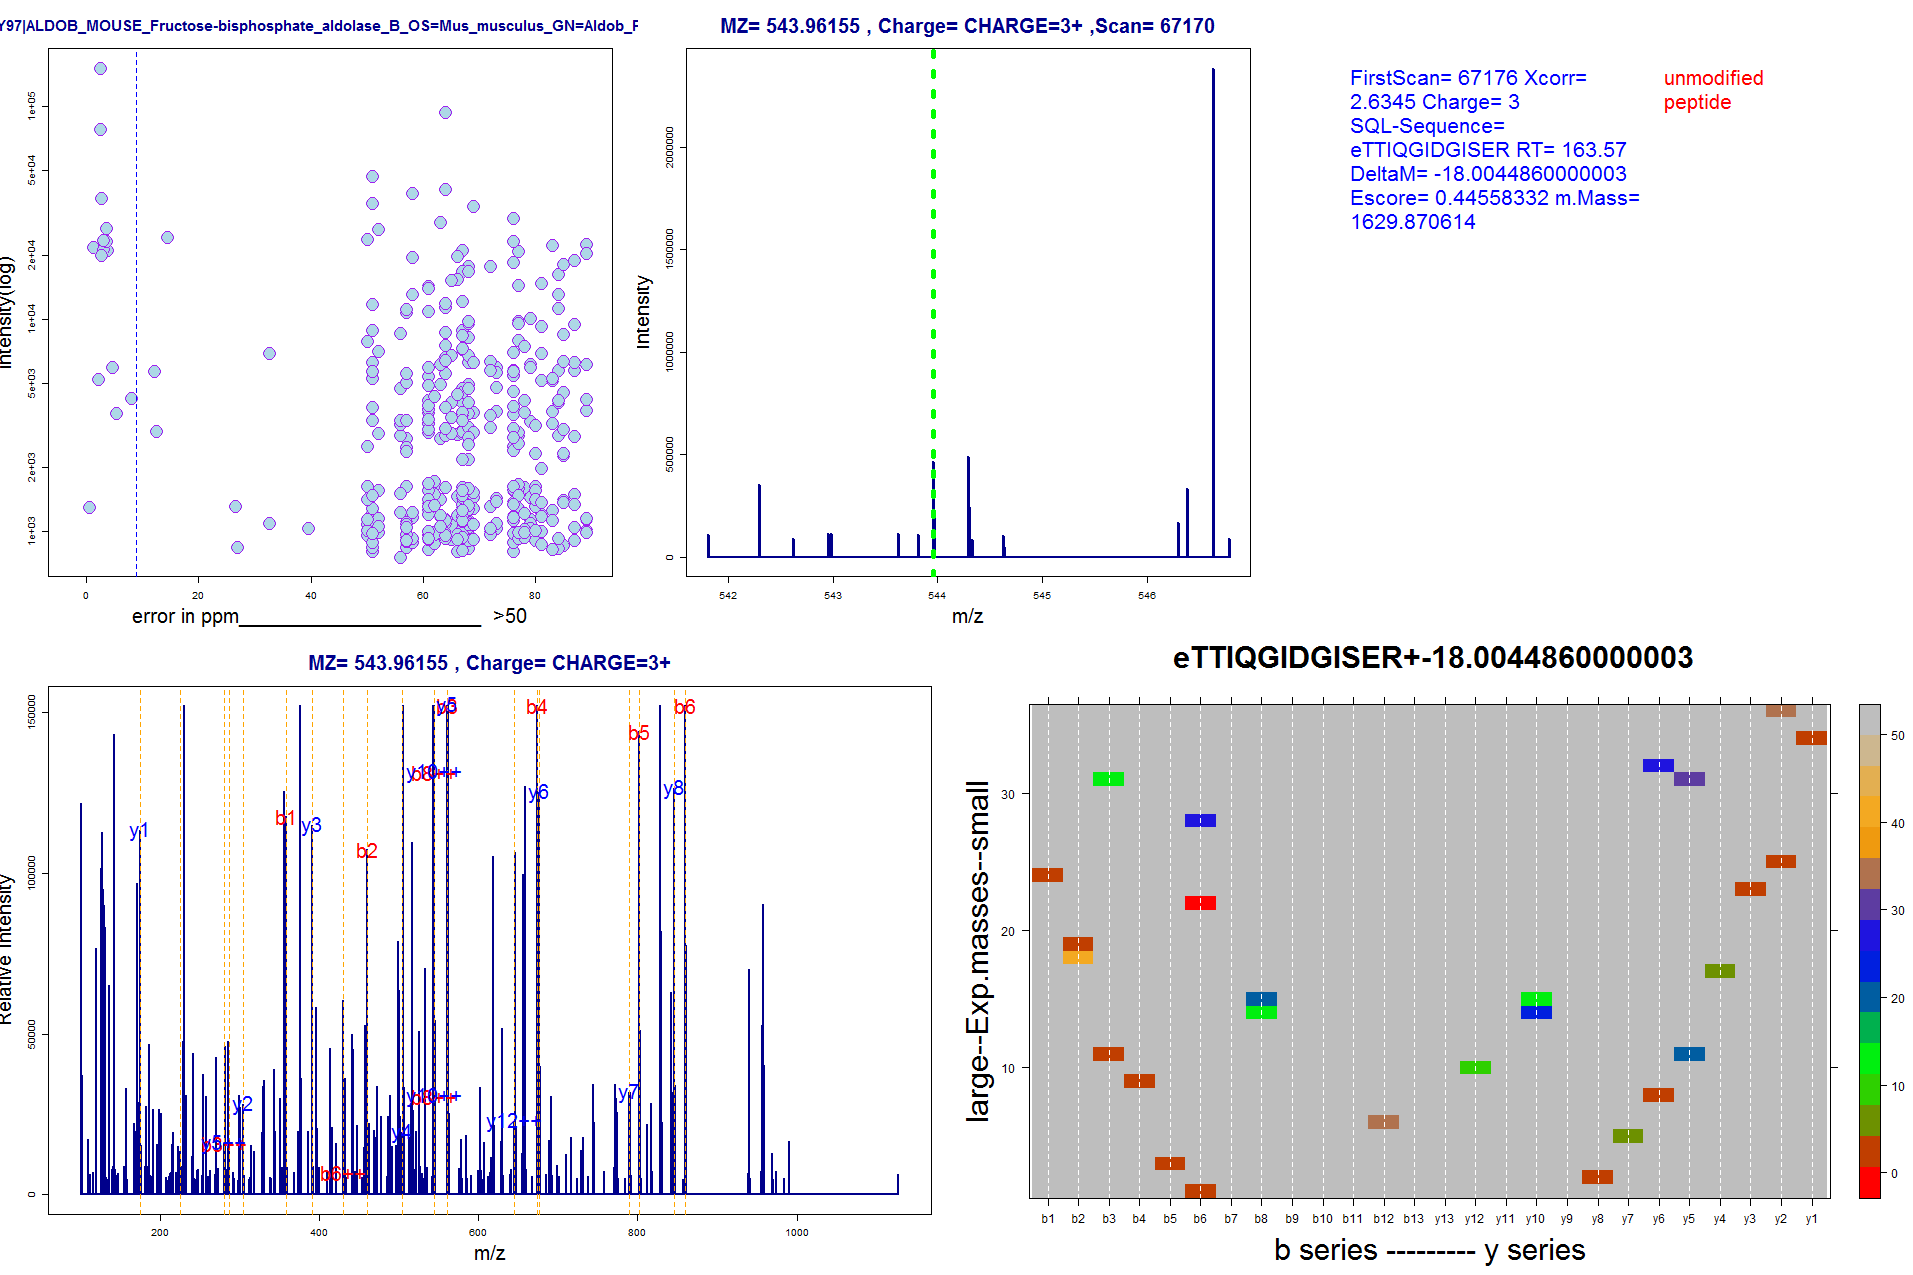 Y97|ALDOB_MOUSE_Fructose-bisphosphate_aldolase_B_OS=Mus_musculus_GN=Aldob_F
Intensity(log)
1e+05
5e+04
2e+04
1e+04
5e+03
2e+03
1e+03
0 20 40 60 80
error in ppm______________________ >50
MZ= 543.96155 , Charge= CHARGE=3+ ,Scan= 67170
Intensity
2000000
1500000
1000000
500000
0
542 543 544 545 546
m/z
FirstScan= 67176 Xcorr=
2.6345 Charge= 3
SQL-Sequence=
eTTIQGIDGISER RT= 163.57
DeltaM= -18.0044860000003
Escore= 0.44558332 m.Mass=
1629.870614
unmodified
peptide
MZ= 543.96155 , Charge= CHARGE=3+
Relative Intensity
150000
100000
50000
0
b4
b6
b5
y6
y8
b1
y3
y1
b2
y2
y7
y4
y12++
b6++
200 400 600 800 1000
m/z
eTTIQGIDGISER+-18.0044860000003
large--Exp.masses--small
30
20
10
b1 b2 b3 b4 b5 b6 b7 b8 b9 b10 b11 b12 b13 y13 y12 y11 y10 y9 y8 y7 y6 y5 y4 y3 y2 y1
b series --------- y series
50
40
30
20
10
0